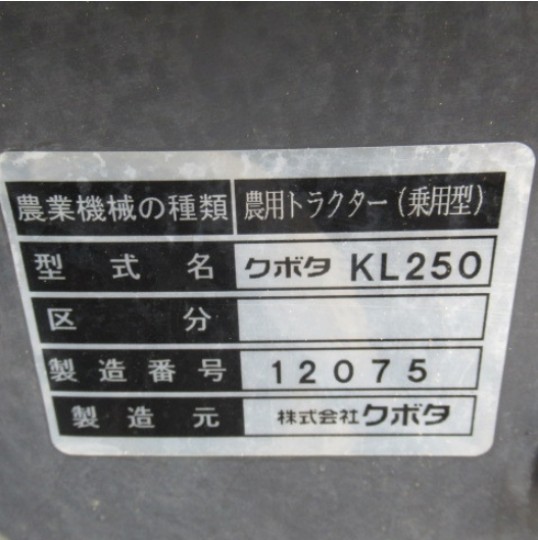 農業機械の種類 農用トラクター(乗用型)
型式名 クボタ KL250
区分
製造番号 12075
製造元 株式会社クボタ